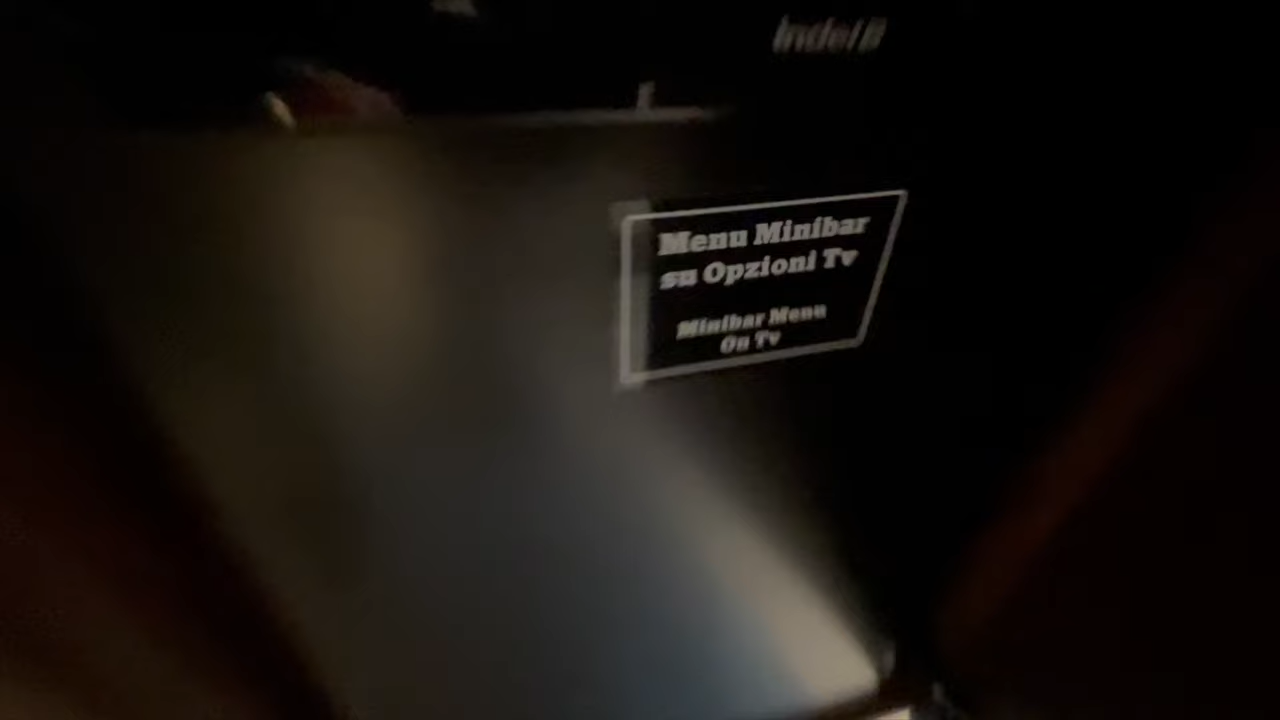 Indel B
Menu Minibar
su Opzioni Tv
Minibar Menu
On Tv